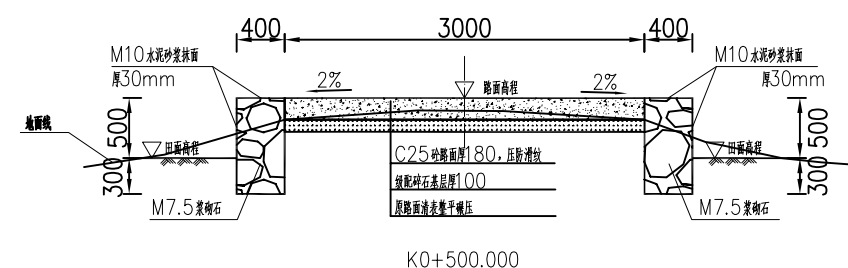 400 3000 400
M10水泥砂浆抹面 M10水泥砂浆抹面
厚30mm 厚30mm
2% 路面高程 2%
500 500
地面线 田面高程 田面高程
C25砼路面厚180，压防滑纹
300 300
级配碎石基层厚100
M7.5浆砌石 原路面清表整平碾压 M7.5浆砌石
K0+500.000